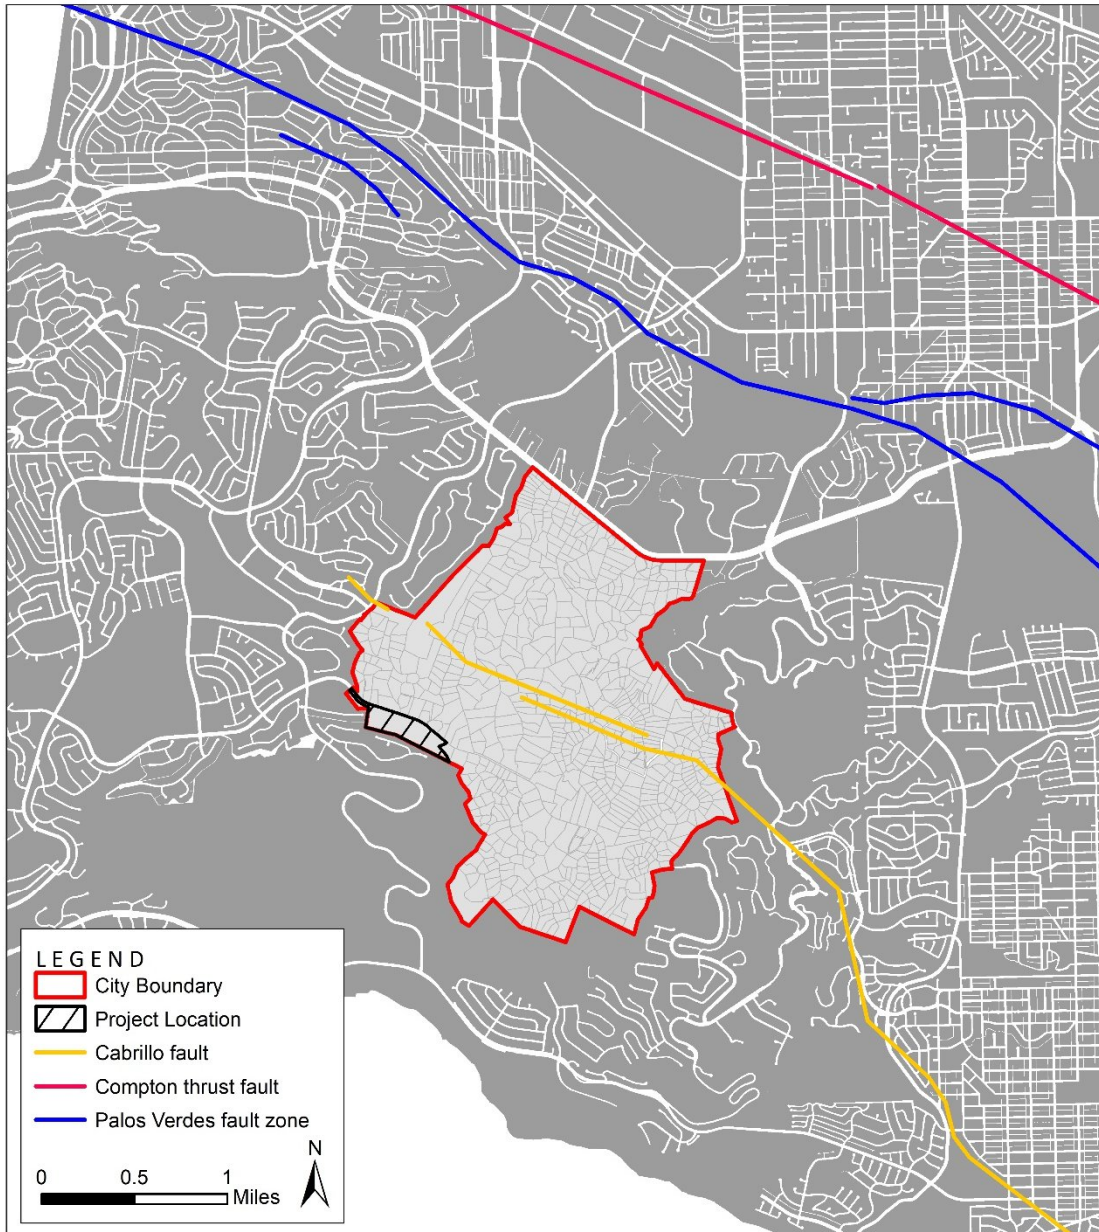 LEGEND
City Boundary
Project Location
Cabrillo fault
Compton thrust fault
Palos Verdes fault zone
N
0 0.5 1
Miles